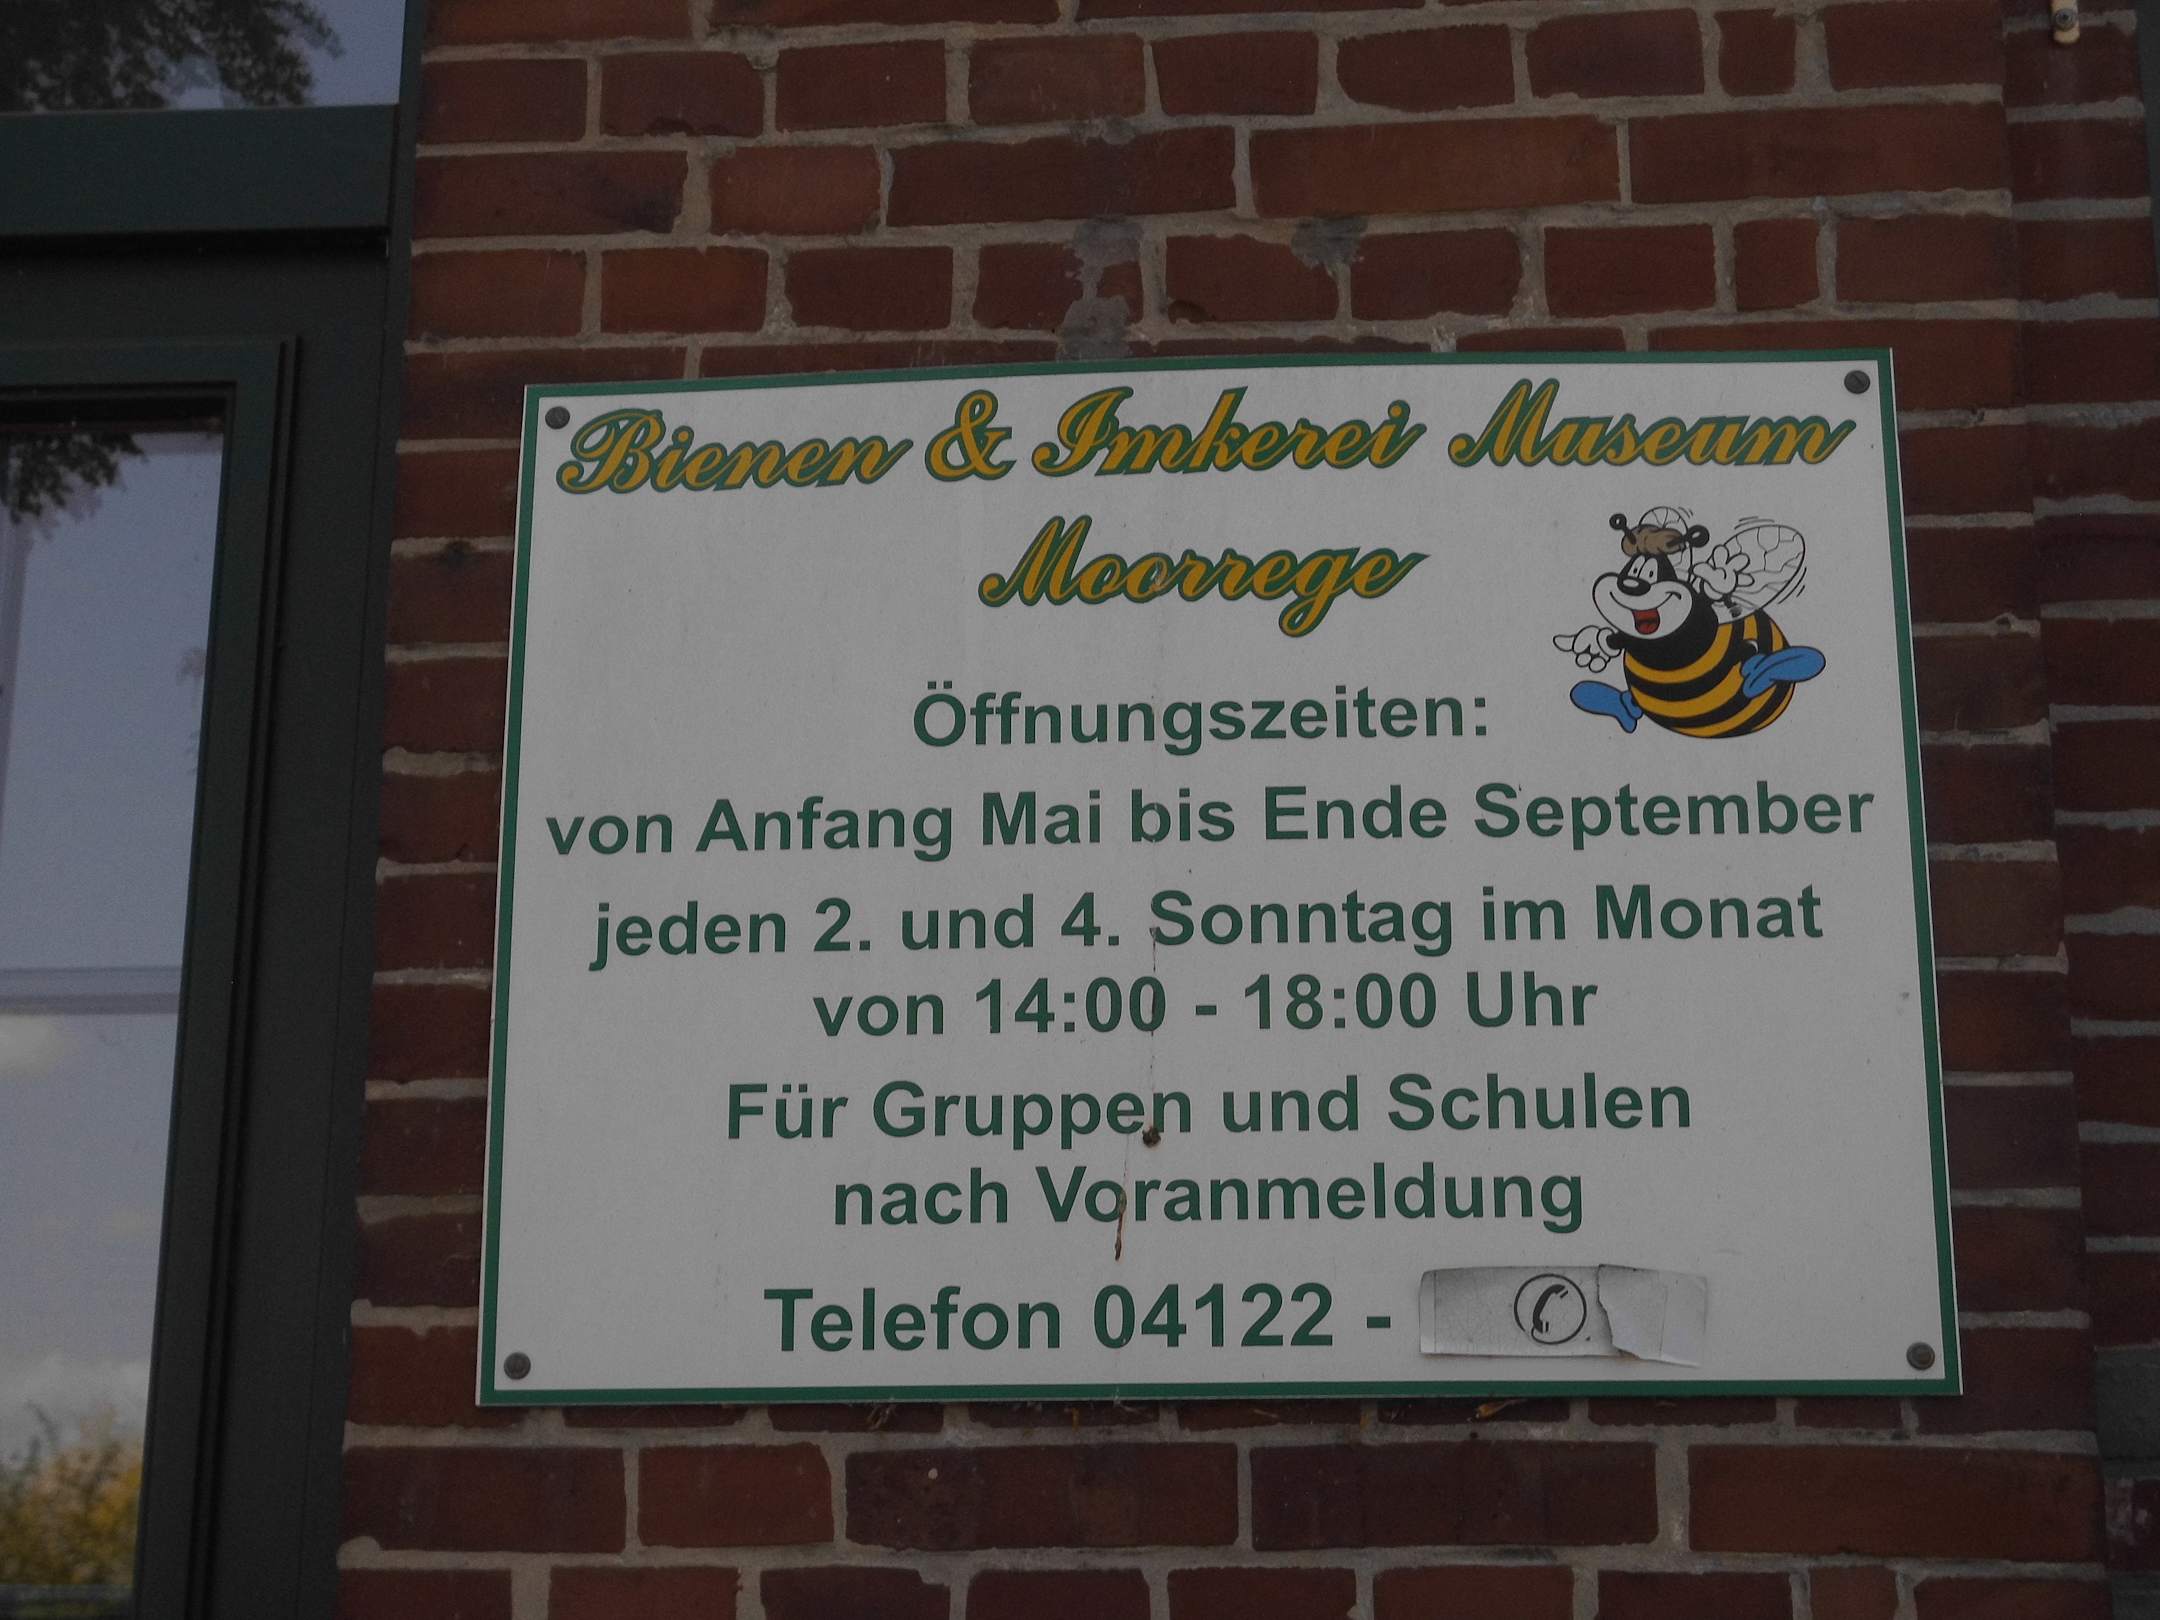 Bienen & Imkerei Museum
Moorrege
Öffnungszeiten:
von Anfang Mai bis Ende September
jeden 2. und 4. Sonntag im Monat
von 14:00 - 18:00 Uhr
Für Gruppen und Schulen
nach Voranmeldung
Telefon 04122 -